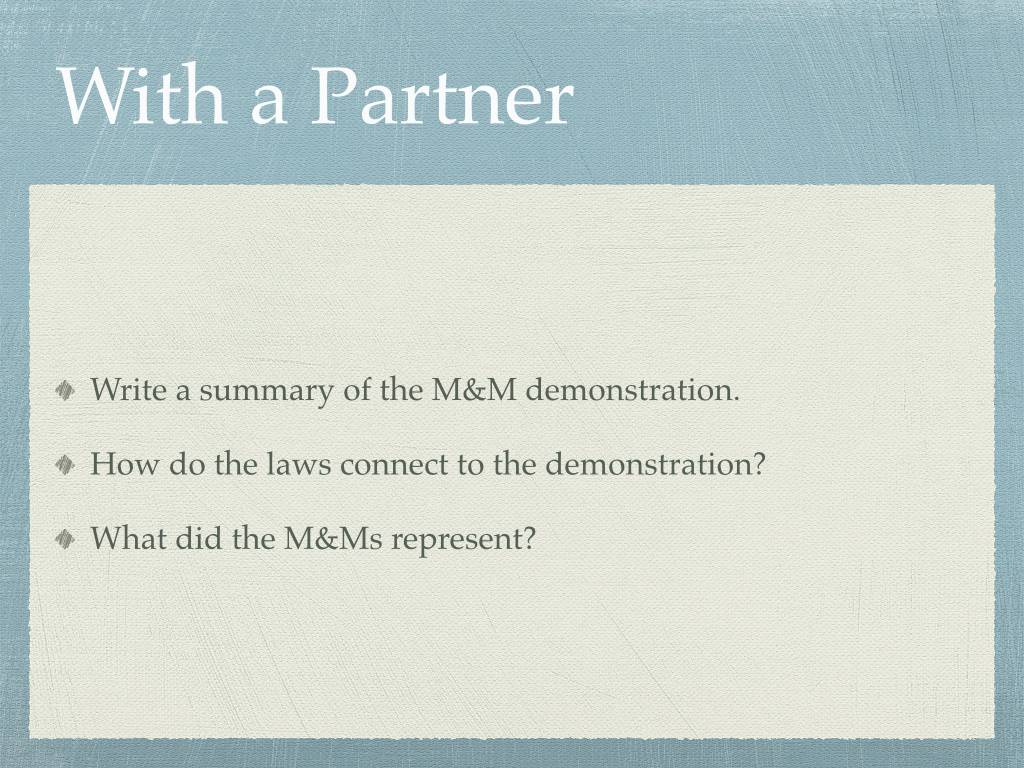 With a Partner
Write a summary of the M&M demonstration.
How do the laws connect to the demonstration?
What did the M&Ms represent?